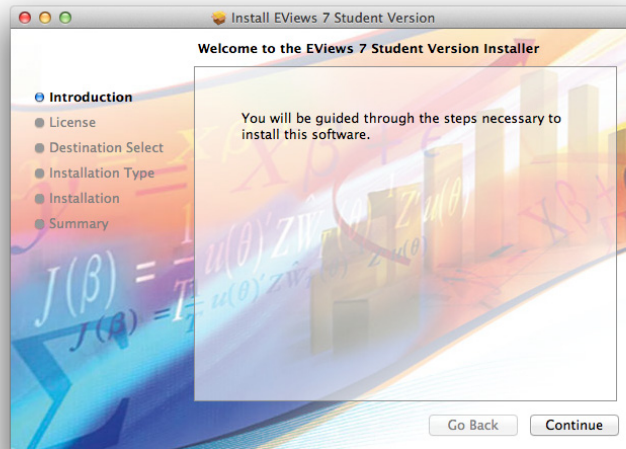 Install EViews 7 Student Version
Welcome to the EViews 7 Student Version Installer
Introduction
License
Destination Select
Installation Type
Installation
Summary
You will be guided through the steps necessary to
install this software.
Go Back
Continue